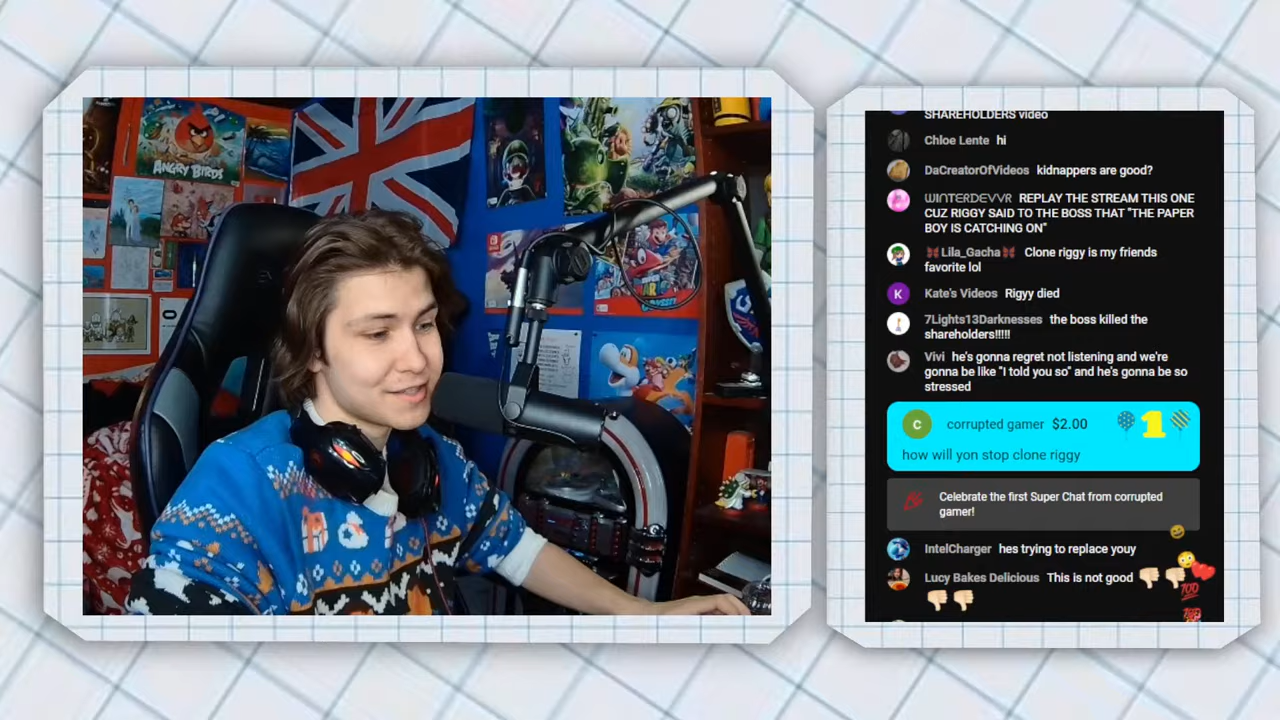 ANGRY BIRDS
SHAREHOLDERS video
Chloe Lente hi
DaCreatorOfVideos kidnappers are good?
WINTERDEVVR REPLAY THE STREAM THIS ONE
CUZ RIGGY SAID TO THE BOSS THAT "THE PAPER
BOY IS CATCHING ON"
Lila_Gacha Clone riggy is my friends
favorite lol
K Kate's Videos Rigyy died
7Lights13Darknesses the boss killed the
shareholders!!!!!
Vivi he's gonna regret not listening and we're
gonna be like "I told you so" and he's gonna be so
stressed
C corrupted gamer $2.00 1
how will yon stop clone riggy
Celebrate the first Super Chat from corrupted
gamer!
IntelCharger hes trying to replace youy
Lucy Bakes Delicious This is not good 👎🏻👎🏻
👎🏻👎🏻